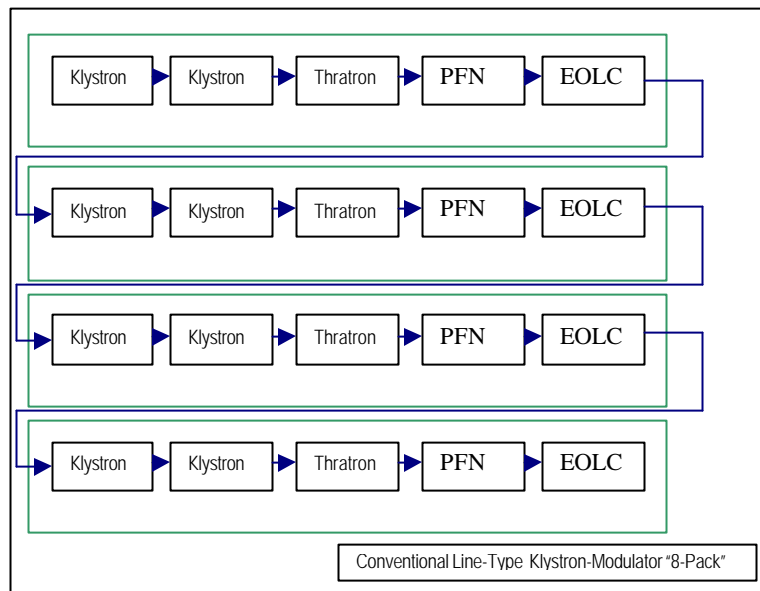 Klystron Klystron Thratron PFN EOLC
Klystron Klystron Thratron PFN EOLC
Klystron Klystron Thratron PFN EOLC
Klystron Klystron Thratron PFN EOLC
Conventional Line-Type Klystron-Modulator “8-Pack”